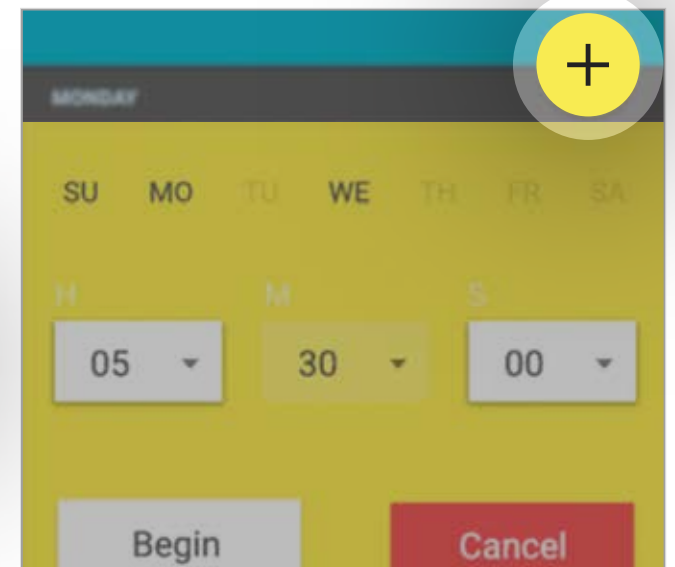 +
MONDAY
SU MO TU WE TH FR SA
H M S
05 30 00
Begin Cancel